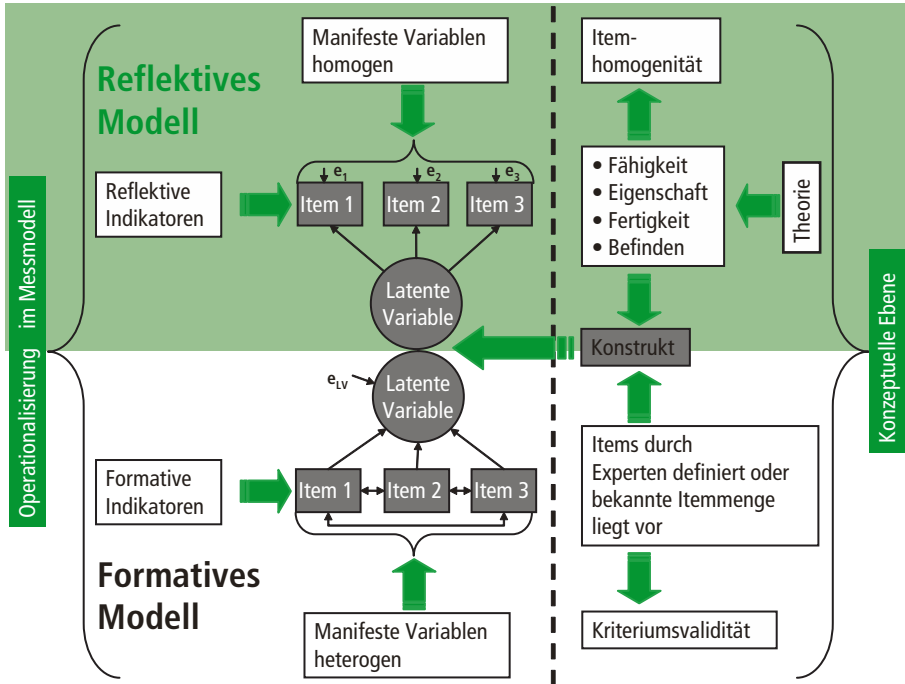 Manifeste Variablen
homogen
Item-
homogenität
Reflektives
Modell
e1
e2
e3
Reflektive
Indikatoren
Item 1
Item 2
Item 3
• Fähigkeit
• Eigenschaft
• Fertigkeit
• Befinden
Theorie
Latente
Variable
Operationalisierung im Messmodell
Konstrukt
Konzeptuelle Ebene
eLV
Latente
Variable
Formative
Indikatoren
Item 1
Item 2
Item 3
Items durch
Experten definiert oder
bekannte Itemmenge
liegt vor
Formatives
Modell
Manifeste Variablen
heterogen
Kriteriumsvalidität